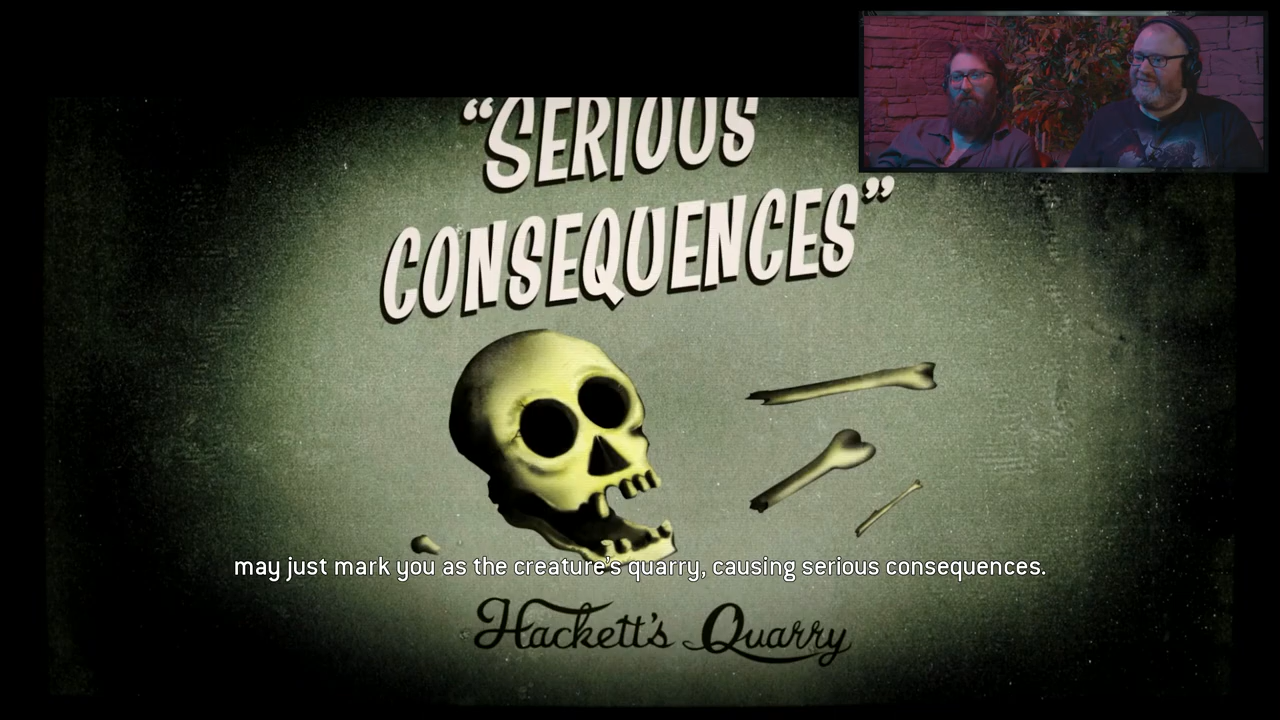 “SERIOUS
CONSEQUENCES”
may just mark you as the creature's quarry, causing serious consequences.
Hackett's Quarry